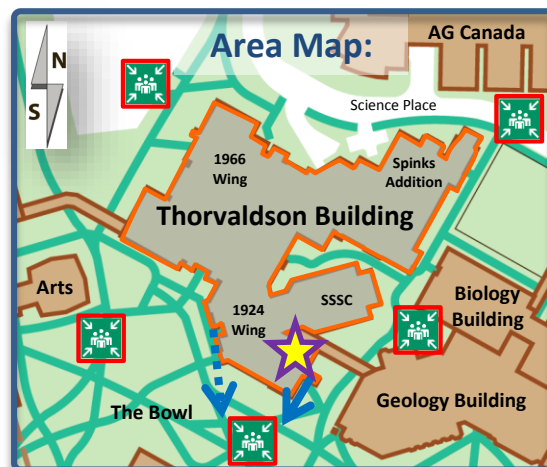 Area Map:
AG Canada
N
S
Science Place
1966
Wing
Spinks
Addition
Thorvaldson Building
Arts
1924
Wing
SSSC
Biology
Building
The Bowl
Geology Building